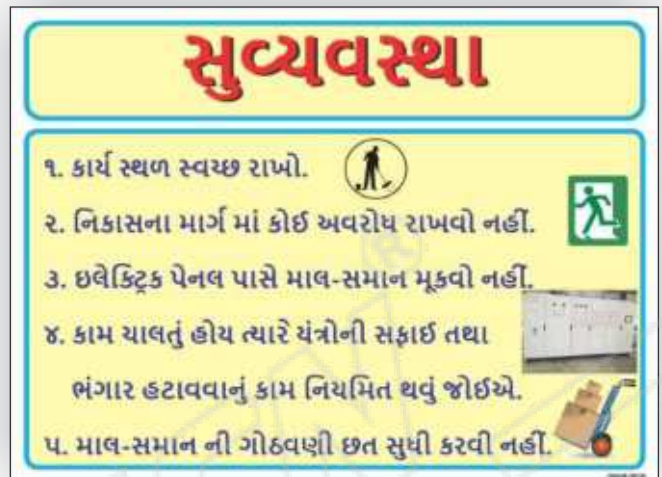 સુવ્યવસ્થા
૧. કાર્ય સ્થળ સ્વચ્છ રાખો.
૨. નિકાસના માર્ગ માં કોઈ અવરોધ રાખવો નહીં.
૩. ઇલેક્ટ્રિક પેનલ પાસે માલ-સમાન મૂકવો નહીં.
૪. કામ ચાલતું હોય ત્યારે યંત્રોની સફાઈ તથા
ભંગાર હટાવવાનું કામ નિયમિત થવું જોઈએ.
૫. માલ-સમાન ની ગોઠવણી છત સુધી કરવી નહીં.